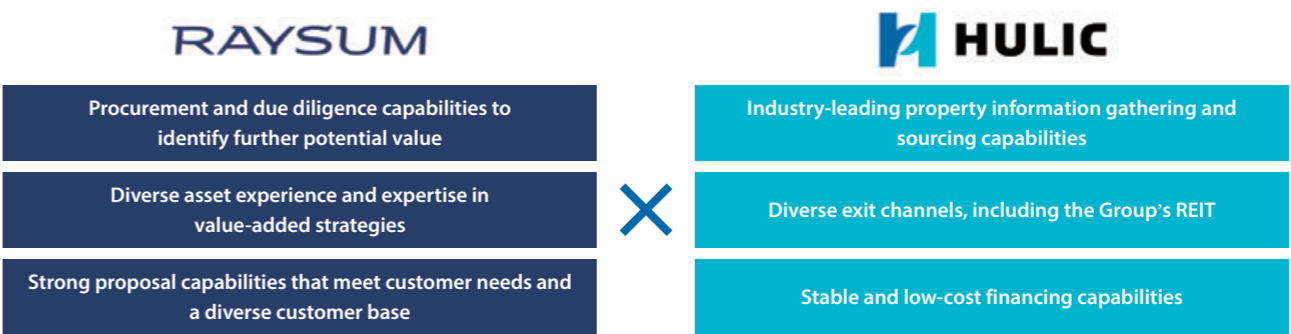 RAYSUM
Procurement and due diligence capabilities to
identify further potential value
Diverse asset experience and expertise in
value-added strategies
Strong proposal capabilities that meet customer needs and
a diverse customer base
HULIC
Industry-leading property information gathering and
sourcing capabilities
Diverse exit channels, including the Group’s REIT
Stable and low-cost financing capabilities